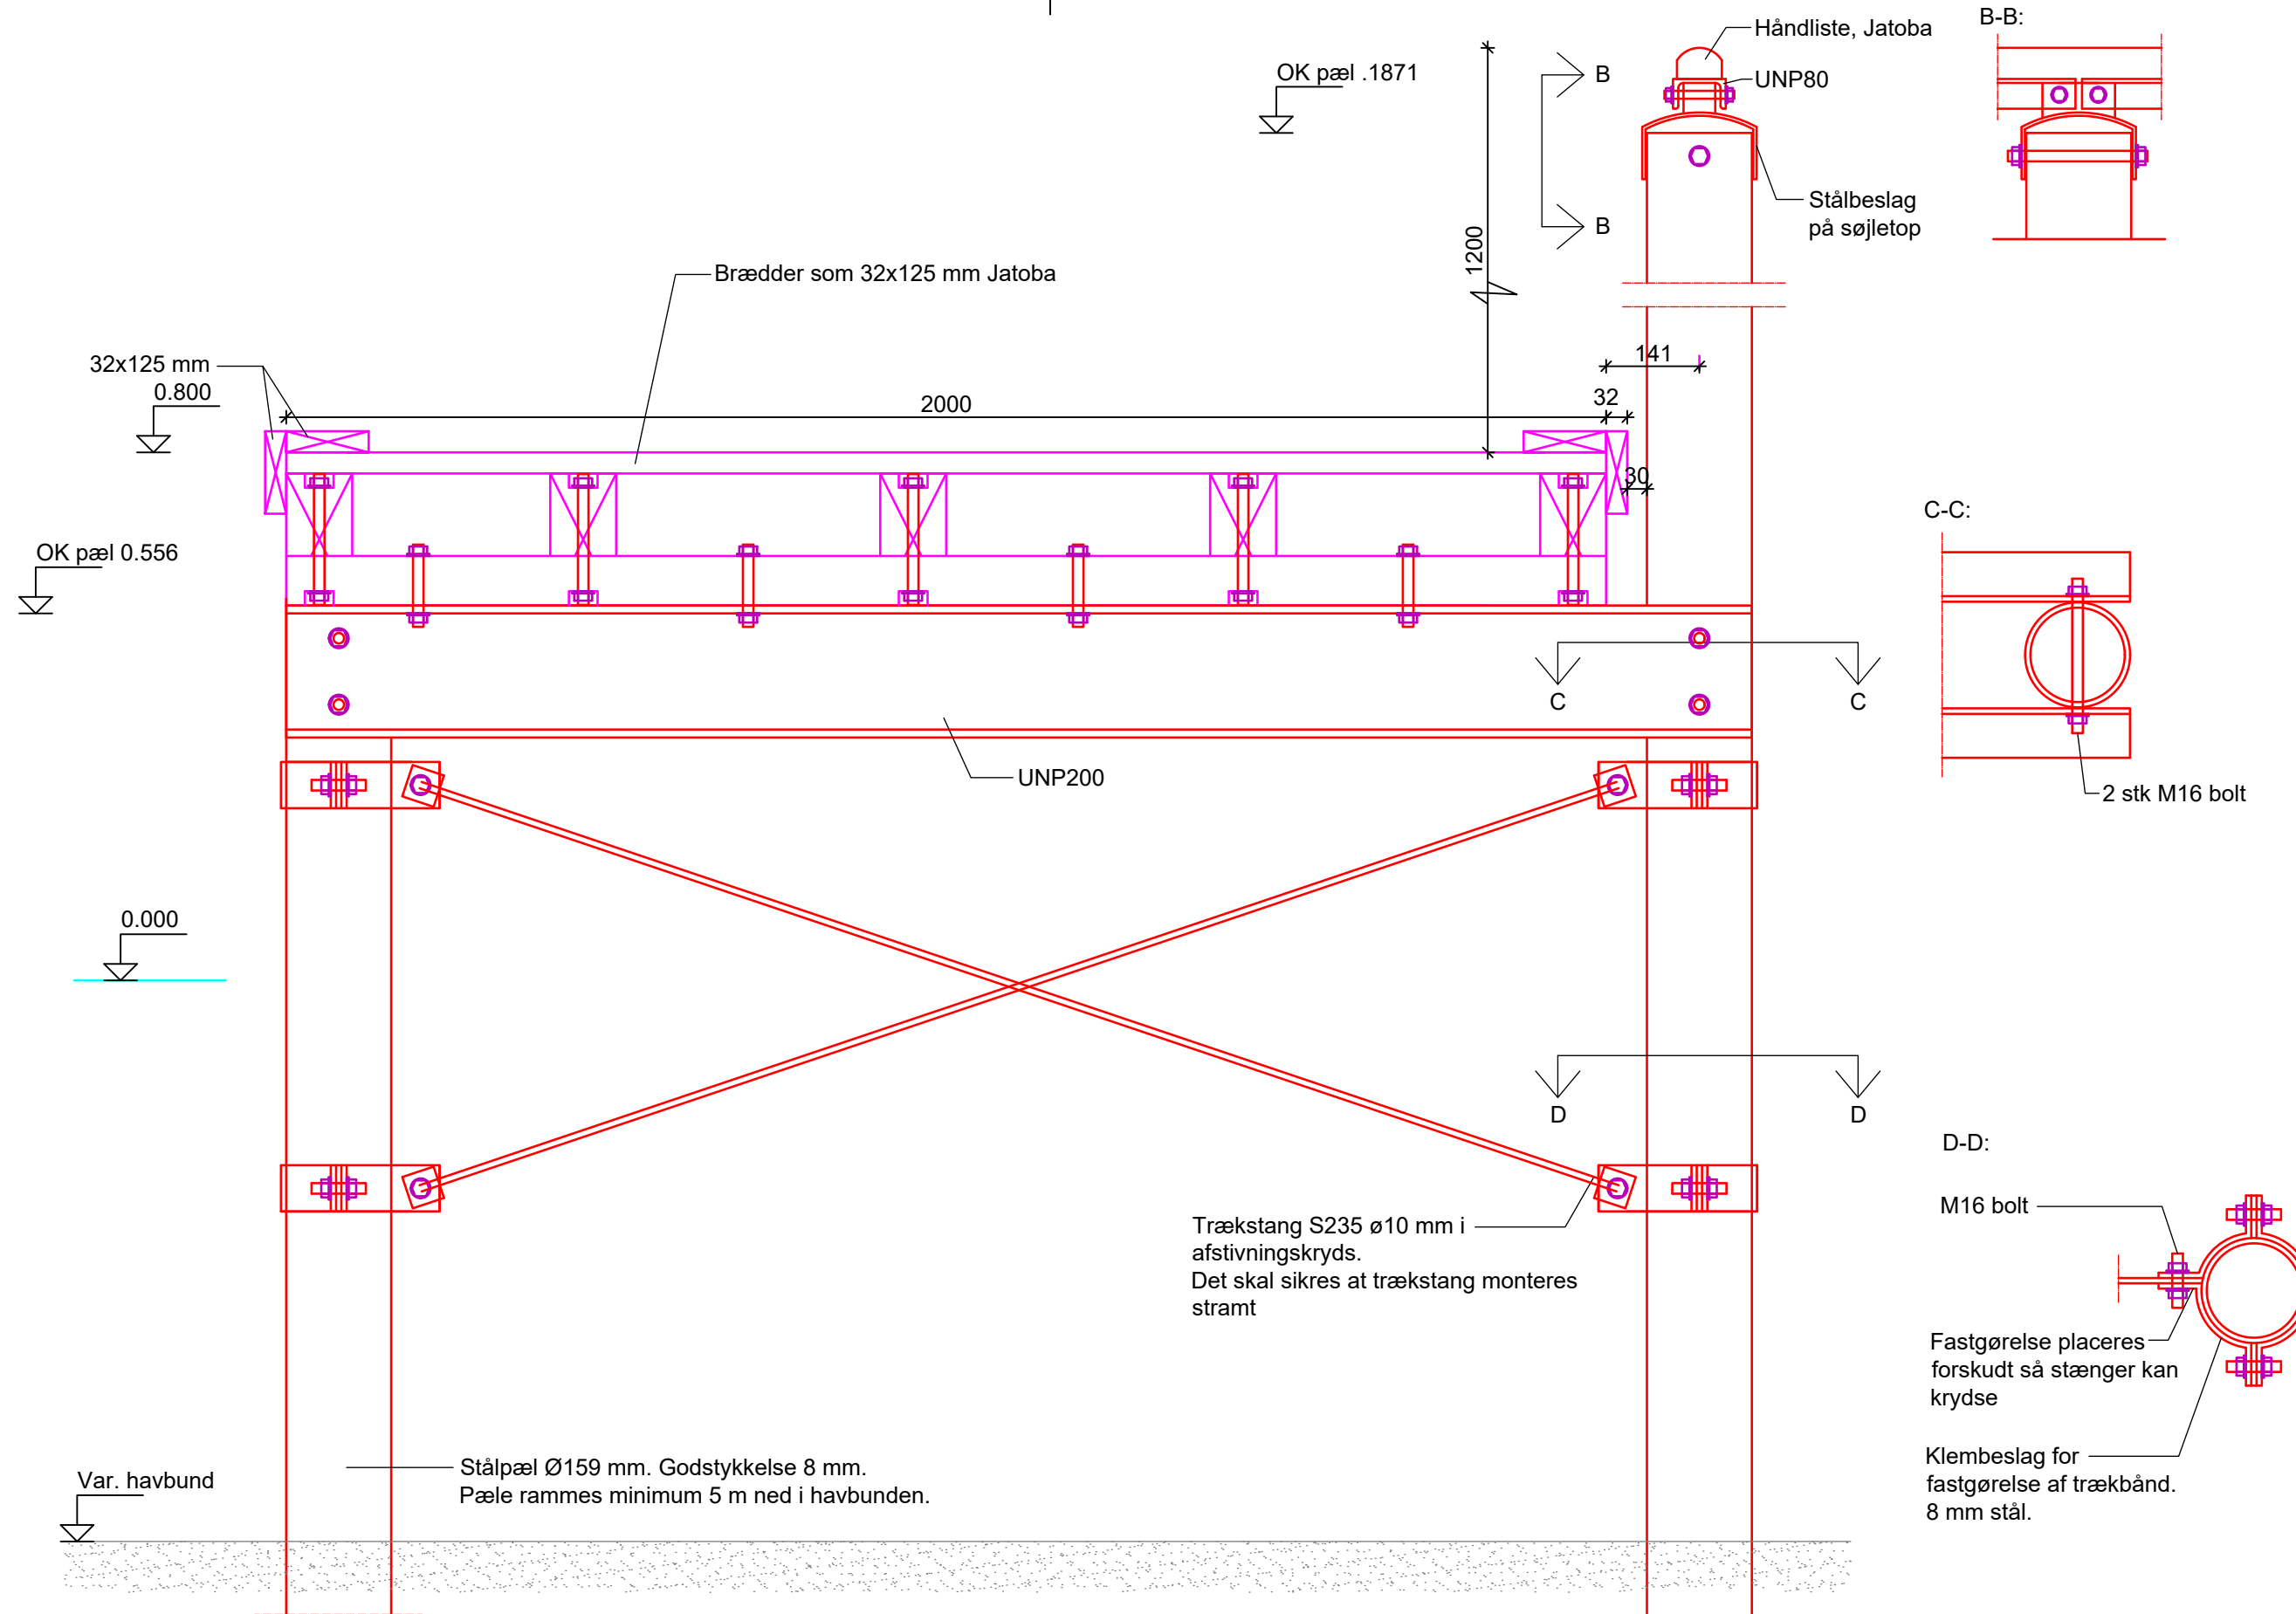 B-B:
Håndliste, Jatoba
OK pæl .1871
B
UNP80
Stålbeslag
på søjletop
B
1200
Brædder som 32x125 mm Jatoba
32x125 mm
0.800
141
2000
32
30
C-C:
OK pæl 0.556
C
C
UNP200
2 stk M16 bolt
0.000
D
D
D-D:
M16 bolt
Trækstang S235 ø10 mm i
afstivningskryds.
Det skal sikres at trækstang monteres
stramt
Fastgørelse placeres
forskudt så stænger kan
krydse
Klembeslag for
fastgørelse af trækbånd.
8 mm stål.
Stålpæl Ø159 mm. Godstykkelse 8 mm.
Pæle rammes minimum 5 m ned i havbunden.
Var. havbund